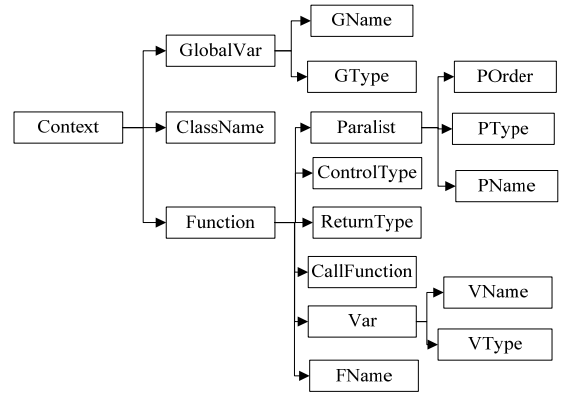 GName
GlobalVar
GType
POrder
Context
ClassName
Paralist
PType
ControlType
PName
Function
ReturnType
CallFunction
VName
Var
VType
FName